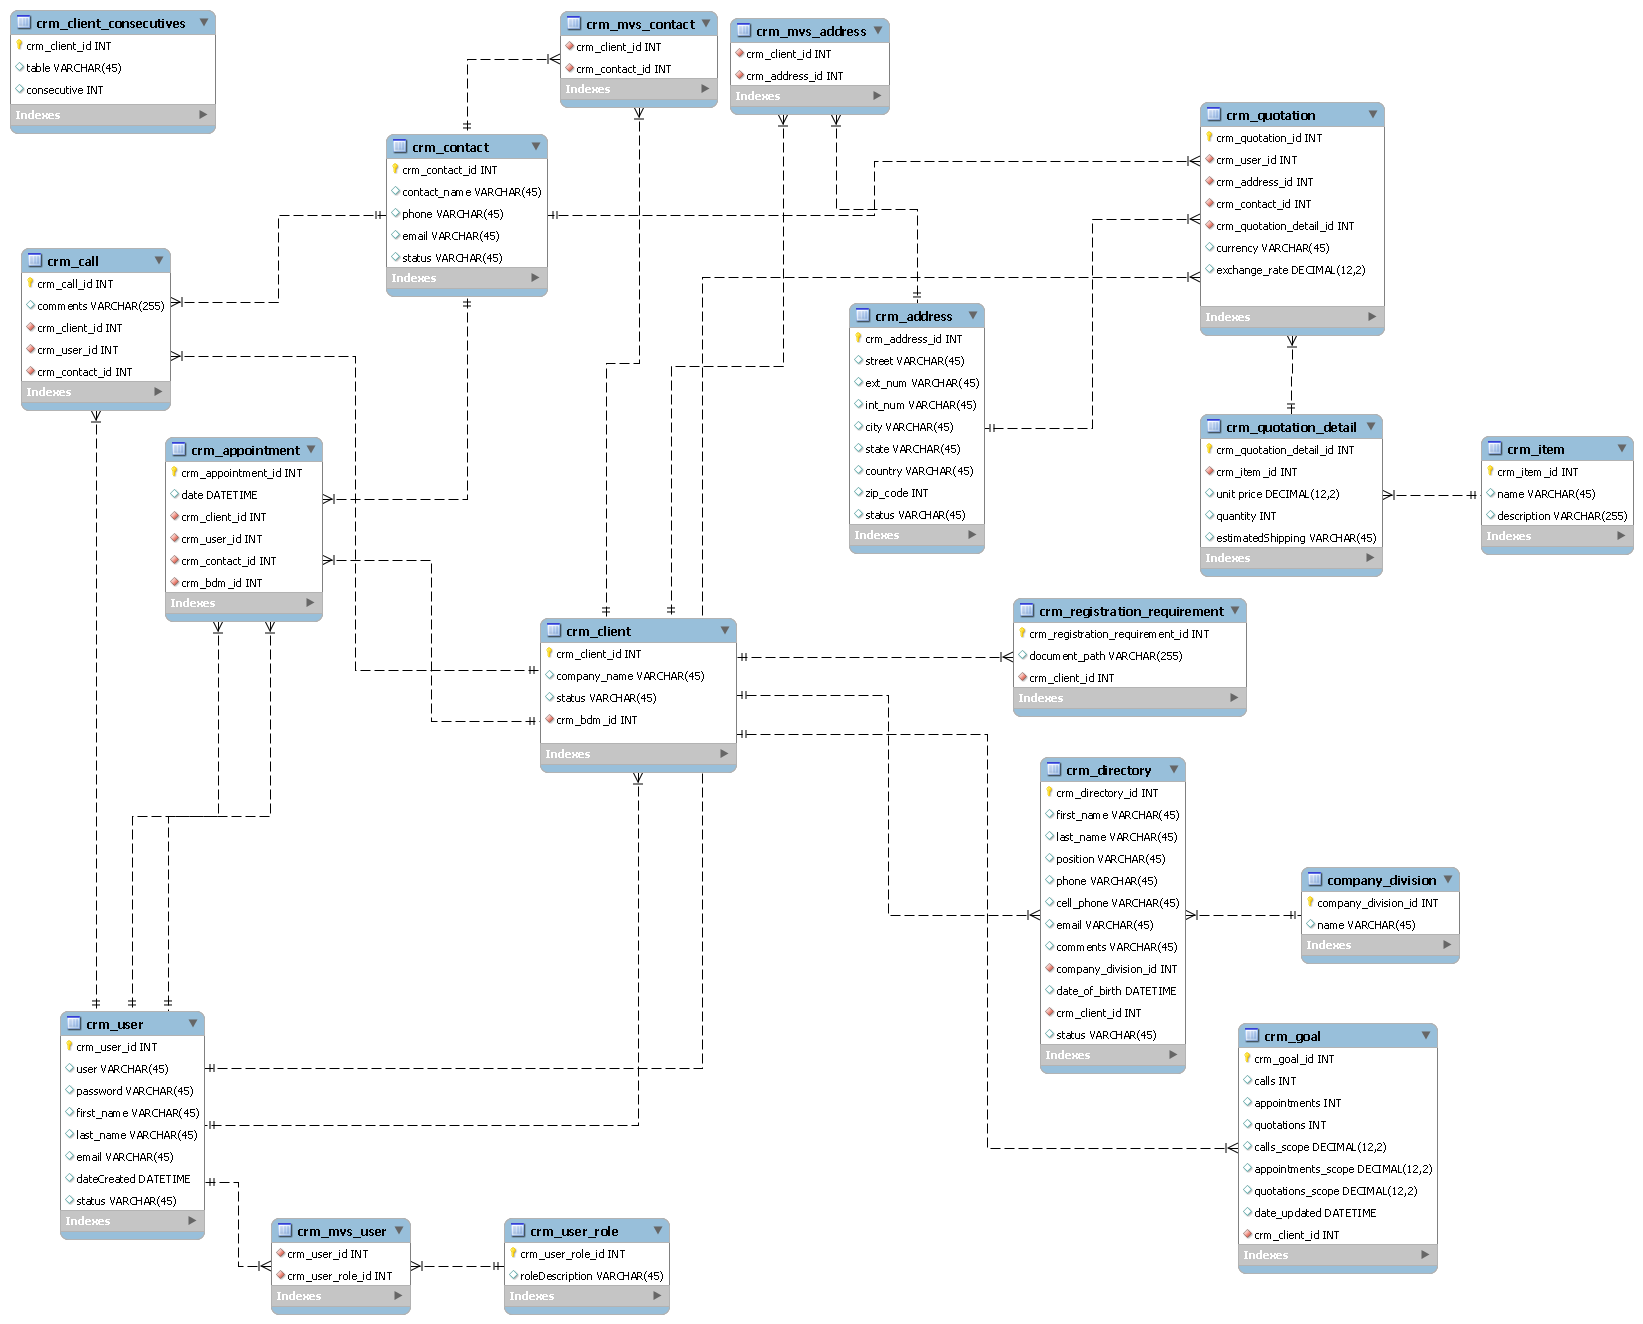 crm_client_consecutives
crm_client_id INT
table VARCHAR(45)
consecutive INT
Indexes
crm_mvs_contact
crm_client_id INT
crm_contact_id INT
Indexes
crm_mvs_address
crm_client_id INT
crm_address_id INT
Indexes
crm_contact
crm_contact_id INT
contact_name VARCHAR(45)
phone VARCHAR(45)
email VARCHAR(45)
status VARCHAR(45)
Indexes
crm_quotation
crm_quotation_id INT
crm_user_id INT
crm_address_id INT
crm_contact_id INT
crm_quotation_detail_id INT
currency VARCHAR(45)
exchange_rate DECIMAL(12,2)
Indexes
crm_call
crm_call_id INT
comments VARCHAR(255)
crm_client_id INT
crm_user_id INT
crm_contact_id INT
Indexes
crm_address
crm_address_id INT
street VARCHAR(45)
ext_num VARCHAR(45)
int_num VARCHAR(45)
city VARCHAR(45)
state VARCHAR(45)
country VARCHAR(45)
zip_code INT
status VARCHAR(45)
Indexes
crm_quotation_detail
crm_quotation_detail_id INT
crm_item_id INT
unit price DECIMAL(12,2)
quantity INT
estimatedShipping VARCHAR(45)
Indexes
crm_item
crm_item_id INT
name VARCHAR(45)
description VARCHAR(255)
Indexes
crm_appointment
crm_appointment_id INT
date DATETIME
crm_client_id INT
crm_user_id INT
crm_contact_id INT
crm_bdm_id INT
Indexes
crm_client
crm_client_id INT
company_name VARCHAR(45)
status VARCHAR(45)
crm_bdm_id INT
Indexes
crm_registration_requirement
crm_registration_requirement_id INT
document_path VARCHAR(255)
crm_client_id INT
Indexes
crm_directory
crm_directory_id INT
first_name VARCHAR(45)
last_name VARCHAR(45)
position VARCHAR(45)
phone VARCHAR(45)
cell_phone VARCHAR(45)
email VARCHAR(45)
comments VARCHAR(45)
company_division_id INT
date_of_birth DATETIME
crm_client_id INT
status VARCHAR(45)
Indexes
company_division
company_division_id INT
name VARCHAR(45)
Indexes
crm_user
crm_user_id INT
user VARCHAR(45)
password VARCHAR(45)
first_name VARCHAR(45)
last_name VARCHAR(45)
email VARCHAR(45)
dateCreated DATETIME
status VARCHAR(45)
Indexes
crm_goal
crm_goal_id INT
calls INT
appointments INT
quotations INT
calls_scope DECIMAL(12,2)
appointments_scope DECIMAL(12,2)
quotations_scope DECIMAL(12,2)
date_updated DATETIME
crm_client_id INT
Indexes
crm_mvs_user
crm_user_id INT
crm_user_role_id INT
Indexes
crm_user_role
crm_user_role_id INT
roleDescription VARCHAR(45)
Indexes